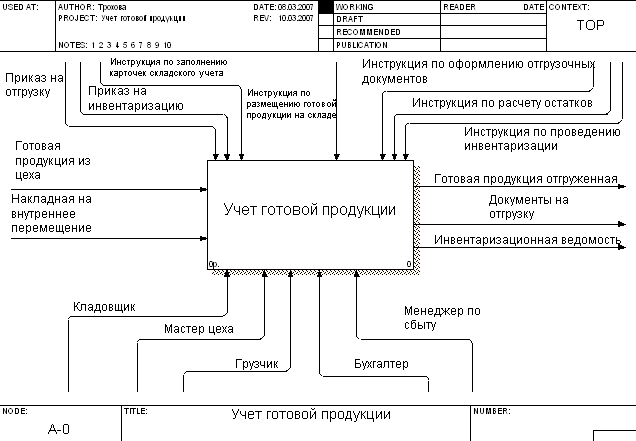 USED AT:
AUTHOR: Трохова
DATE: 08.03.2007
WORKING
READER
DATE
CONTEXT:
PROJECT: Учет готовой продукции
REV: 10.03.2007
DRAFT
TOP
RECOMMENDED
NOTES: 1 2 3 4 5 6 7 8 9 10
PUBLICATION
Приказ на
отгрузку
Приказ на
инвентаризацию
Инструкция по заполнению
карточек складского учета
Инструкция по
размещению готовой
продукции на складе
Инструкция по оформлению отгрузочных
документов
Инструкция по расчету остатков
Инструкция по проведению
инвентаризации
Готовая
продукция из
цеха
Накладная на
внутреннее
перемещение
Учет готовой продукции
0р.
0
Готовая продукция отгруженная
Документы на
отгрузку
Инвентаризационная ведомость
Кладовщик
Мастер цеха
Грузчик
Бухгалтер
Менеджер по
сбыту
NODE:
A-0
TITLE:
Учет готовой продукции
NUMBER: